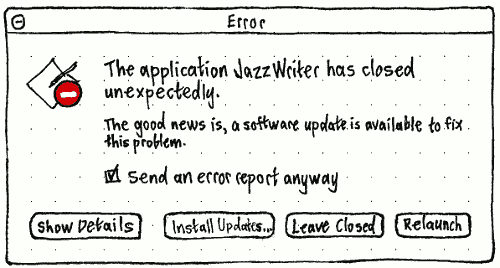 Error
The application JazzWriter has closed
unexpectedly.
The good news is, a software update is available to fix
this problem.
Send an error report anyway
Show Details
Install Updates...
Leave Closed
Relaunch